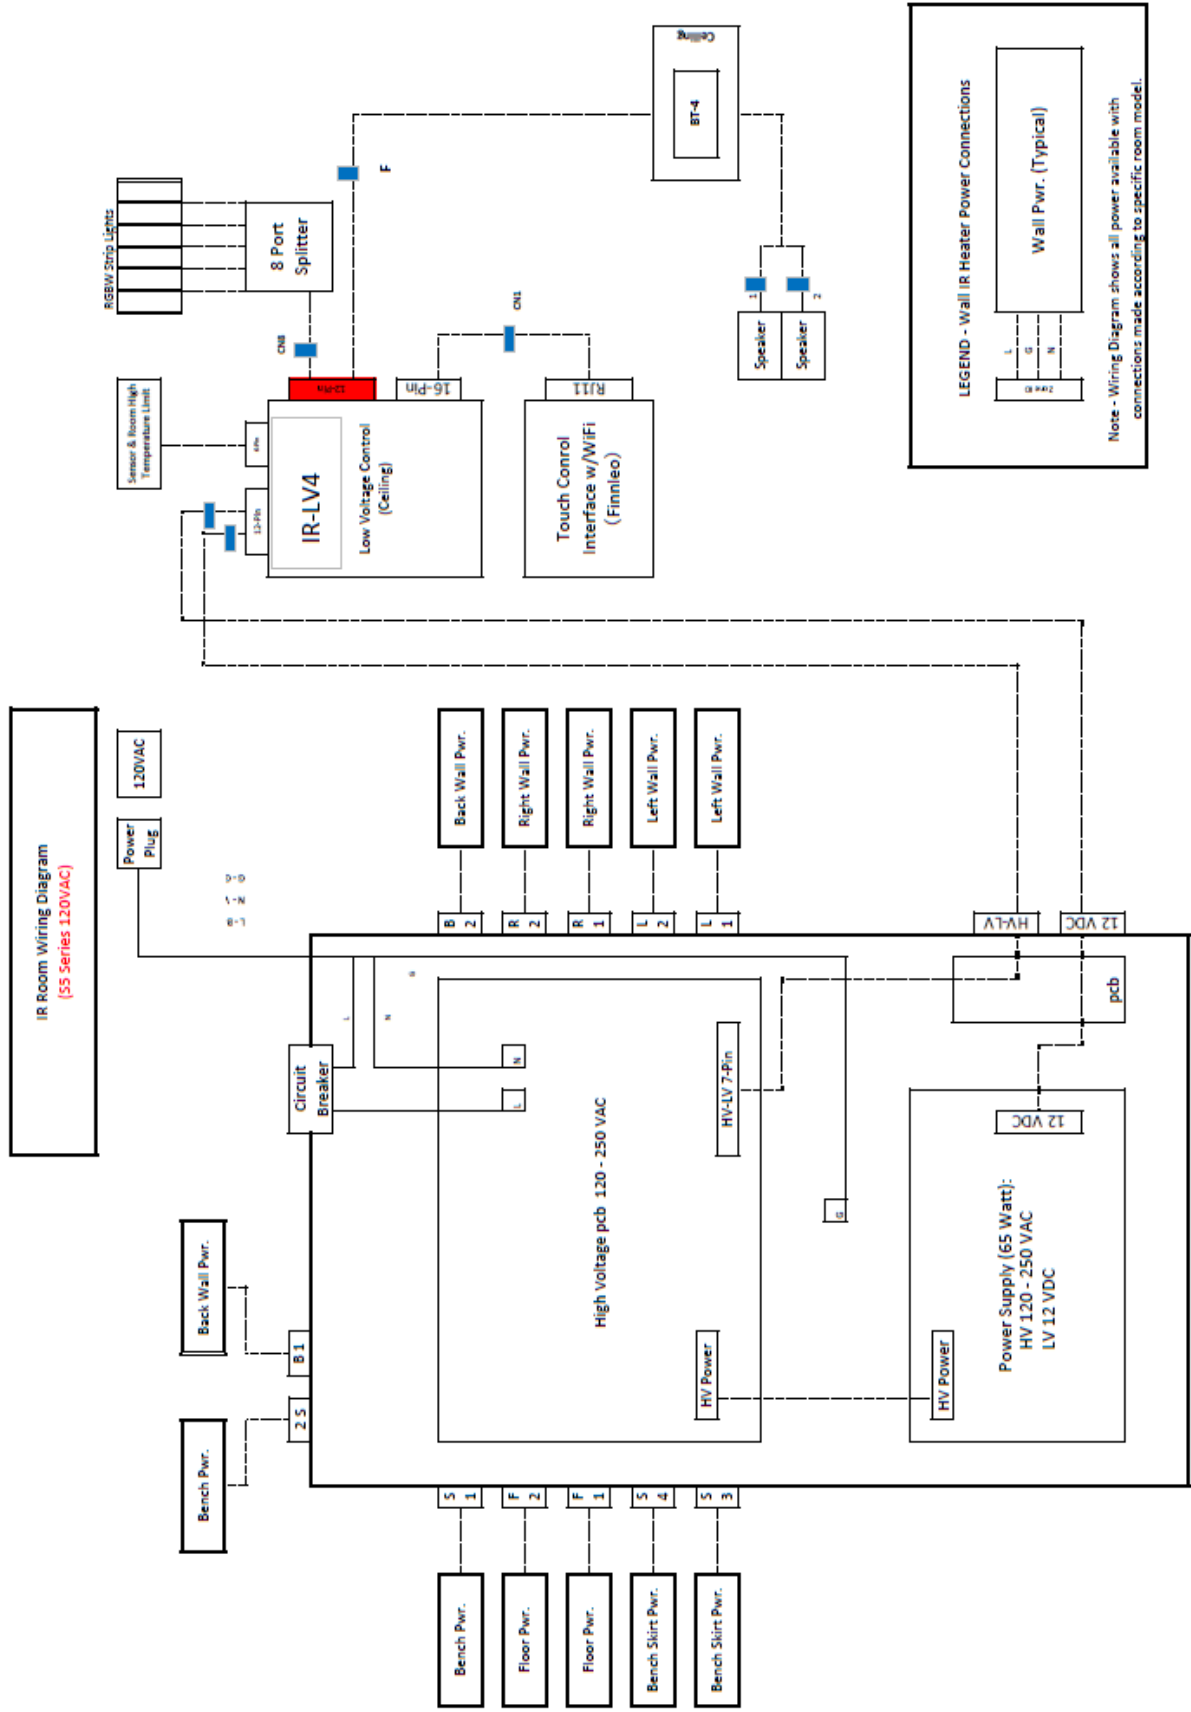 IR Room Wiring Diagram
(S5 Series 120VAC)
Power
Plug
120VAC
Sensor & Room High
Temperature Limit
RGBW Strip Lights
8 Port
Splitter
CN8
F
12-Pin
6Pin
12-Pin
16-Pin
IR-LV4
Low Voltage Control
(Ceiling)
CN1
RJ11
Touch Conrol
Interface w/WiFi
(Finnleo)
Ceiling
BT-4
1
2
Speaker
Speaker
LEGEND - Wall IR Heater Power Connections
Zone ID
L
G
N
Wall Pwr. (Typical)
Note - Wiring Diagram shows all power available with
connections made according to specific room model.
Bench Pwr.
Back Wall Pwr.
2 S
B 1
Circuit
Breaker
L
N
G
L
N
Bench Pwr.
S
1
Floor Pwr.
F
2
Floor Pwr.
F
1
Bench Skirt Pwr.
S
4
Bench Skirt Pwr.
S
3
B
2
Back Wall Pwr.
R
2
Right Wall Pwr.
R
1
Right Wall Pwr.
L
2
Left Wall Pwr.
L
1
Left Wall Pwr.
High Voltage pcb 120 - 250 VAC
HV Power
HV-LV 7-Pin
G
HV Power
Power Supply (65 Watt):
HV 120 - 250 VAC
LV 12 VDC
12 VDC
pcb
HV-LV
12 VDC